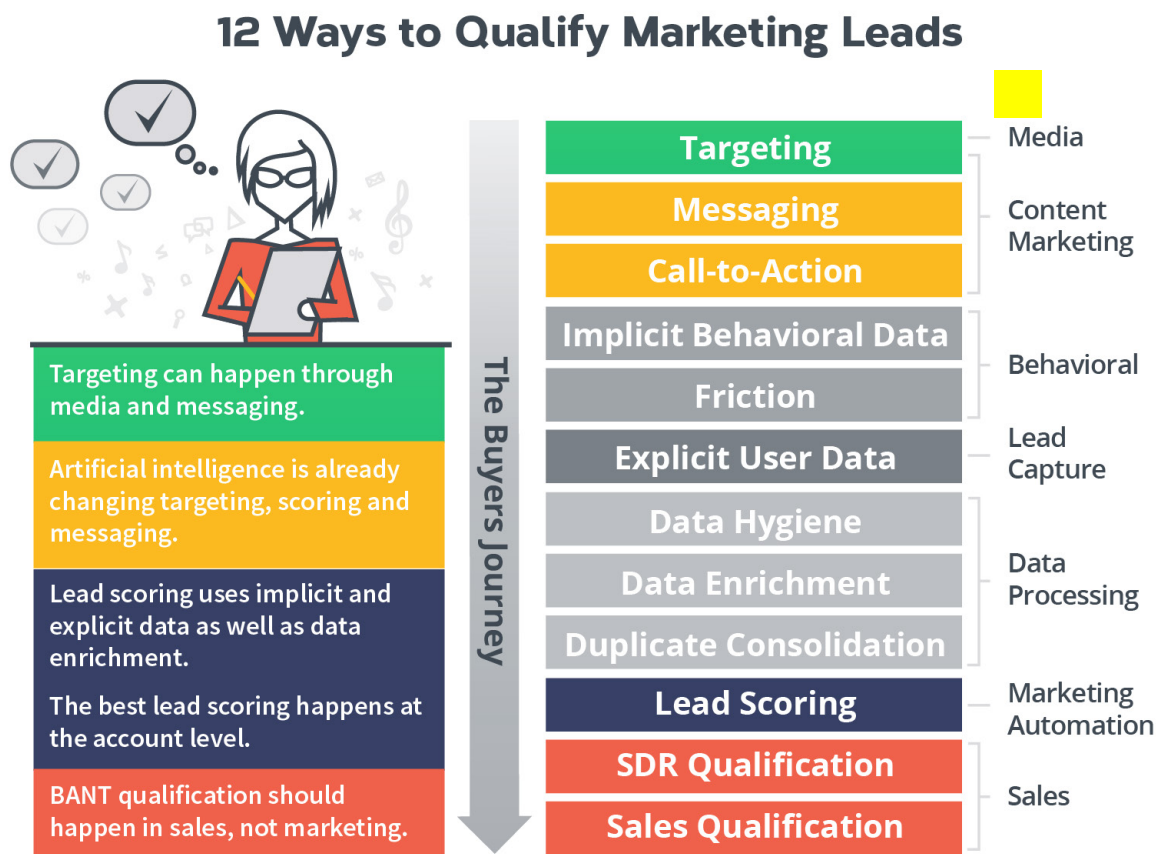 12 Ways to Qualify Marketing Leads
Targeting can happen through
media and messaging.
Artificial intelligence is already
changing targeting, scoring and
messaging.
Lead scoring uses implicit and
explicit data as well as data
enrichment.
The best lead scoring happens at
the account level.
BANT qualification should
happen in sales, not marketing.
The Buyers Journey
Targeting
Messaging
Call-to-Action
Implicit Behavioral Data
Friction
Explicit User Data
Data Hygiene
Data Enrichment
Duplicate Consolidation
Lead Scoring
SDR Qualification
Sales Qualification
Media
Content
Marketing
Behavioral
Lead
Capture
Data
Processing
Marketing
Automation
Sales